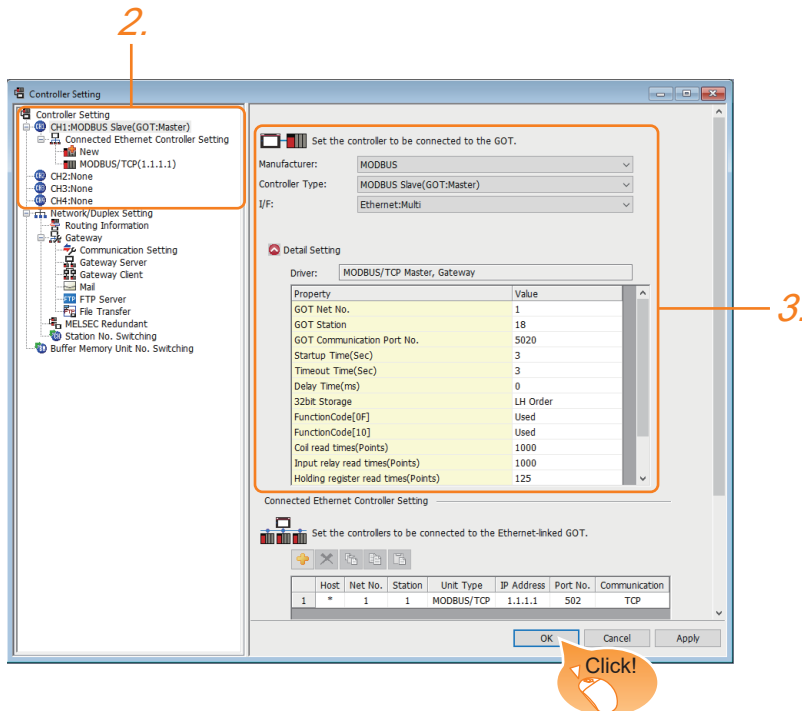 2.
Controller Setting
Controller Setting
CH1:MODBUS Slave(GOT:Master)
Connected Ethernet Controller Setting
New
MODBUS/TCP(1.1.1.1)
CH2:None
CH3:None
CH4:None
Network/Duplex Setting
Routing Information
Gateway
Communication Setting
Gateway Server
Gateway Client
Mail
FTP Server
File Transfer
MELSEC Redundant
Station No. Switching
Buffer Memory Unit No. Switching
Set the controller to be connected to the GOT.
Manufacturer: MODBUS
Controller Type: MODBUS Slave(GOT:Master)
I/F: Ethernet:Multi
Detail Setting
Driver: MODBUS/TCP Master, Gateway
Property Value
GOT Net No. 1
GOT Station 18
GOT Communication Port No. 5020
Startup Time(Sec) 3
Timeout Time(Sec) 3
Delay Time(ms) 0
32bit Storage LH Order
FunctionCode[0F] Used
FunctionCode[10] Used
Coil read times(Points) 1000
Input relay read times(Points) 1000
Holding register read times(Points) 125
3.
Connected Ethernet Controller Setting
Set the controllers to be connected to the Ethernet-linked GOT.
Host Net No. Station Unit Type IP Address Port No. Communication
1 * 1 1 MODBUS/TCP 1.1.1.1 502 TCP
OK Cancel Apply
Click!